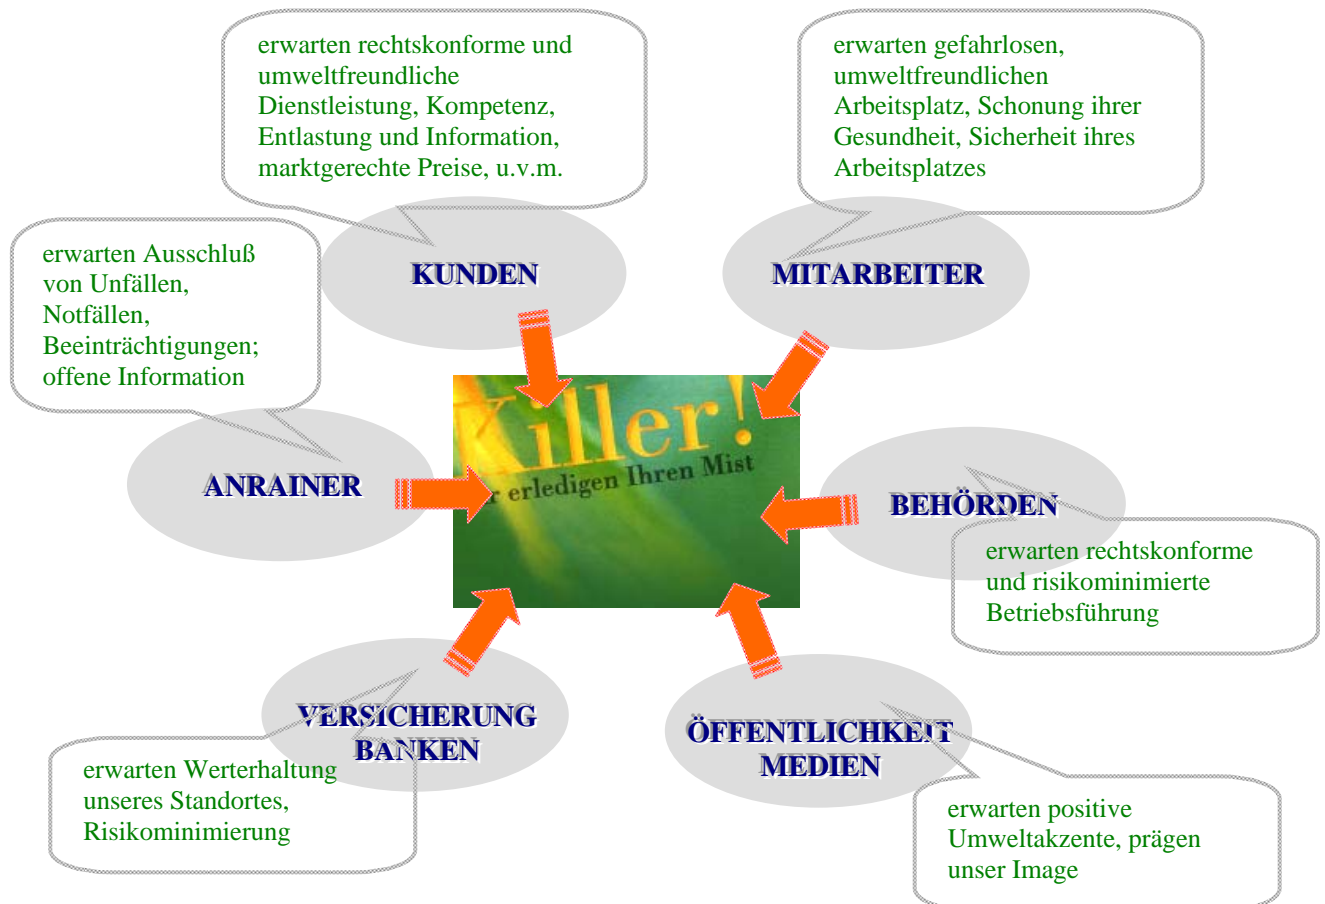 erwarten rechtskonforme und
umweltfreundliche
Dienstleistung, Kompetenz,
Entlastung und Information,
marktgerechte Preise, u.v.m.
erwarten gefahrlosen,
umweltfreundlichen
Arbeitsplatz, Schonung ihrer
Gesundheit, Sicherheit ihres
Arbeitsplatzes
KUNDEN
MITARBEITER
erwarten Ausschluß
von Unfällen,
Notfällen,
Beeinträchtigungen;
offene Information
ANRAINER
Killer!
erledigen Ihren Mist
BEHÖRDEN
erwarten rechtskonforme
und risikominimierte
Betriebsführung
VERSICHERUNG
BANKEN
erwarten Werterhaltung
unseres Standortes,
Risikominimierung
ÖFFENTLICHKEIT
MEDIEN
erwarten positive
Umweltakzente, prägen
unser Image